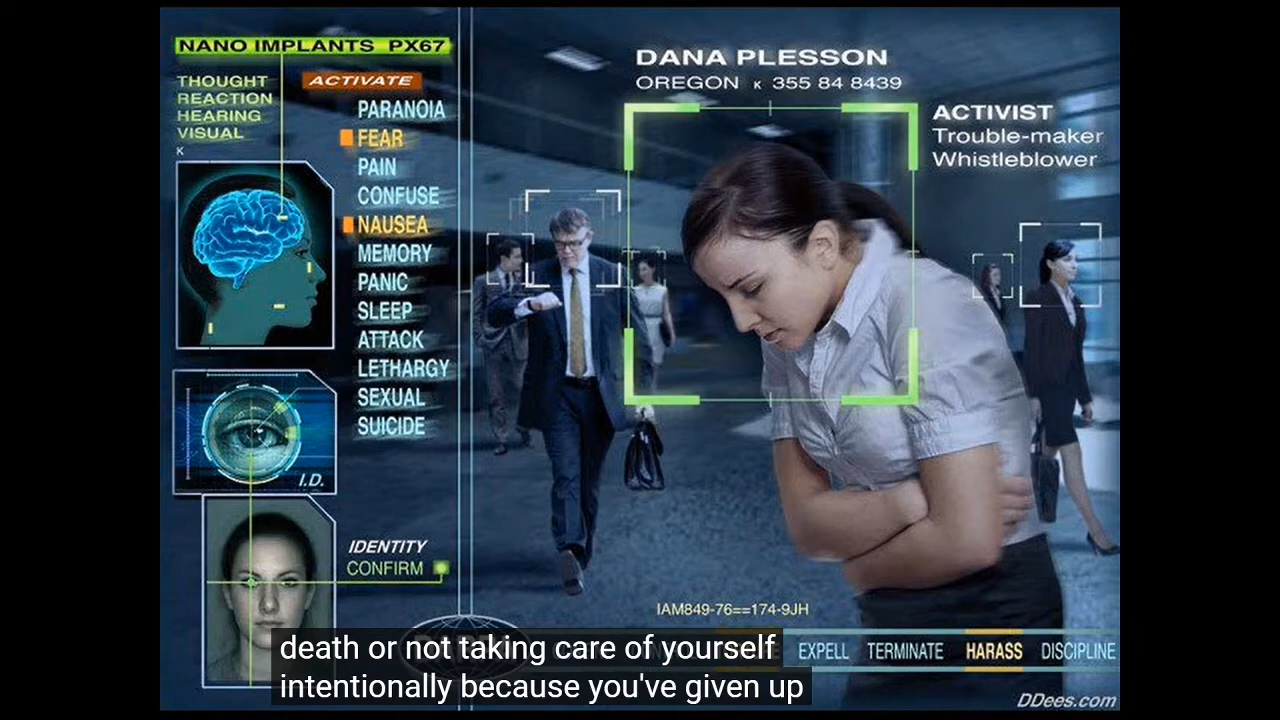 NANO IMPLANTS PX67
THOUGHT
REACTION
HEARING
VISUAL
K
ACTIVATE
PARANOIA
FEAR
PAIN
CONFUSE
NAUSEA
MEMORY
PANIC
SLEEP
ATTACK
LETHARGY
SEXUAL
SUICIDE
I.D.
IDENTITY
CONFIRM
DANA PLESSON
OREGON K 355 84 8439
ACTIVIST
Trouble-maker
Whistleblower
IAM849-76==174-9JH
EXPELL TERMINATE HARASS DISCIPLINE
DDees.com
death or not taking care of yourself
intentionally because you've given up